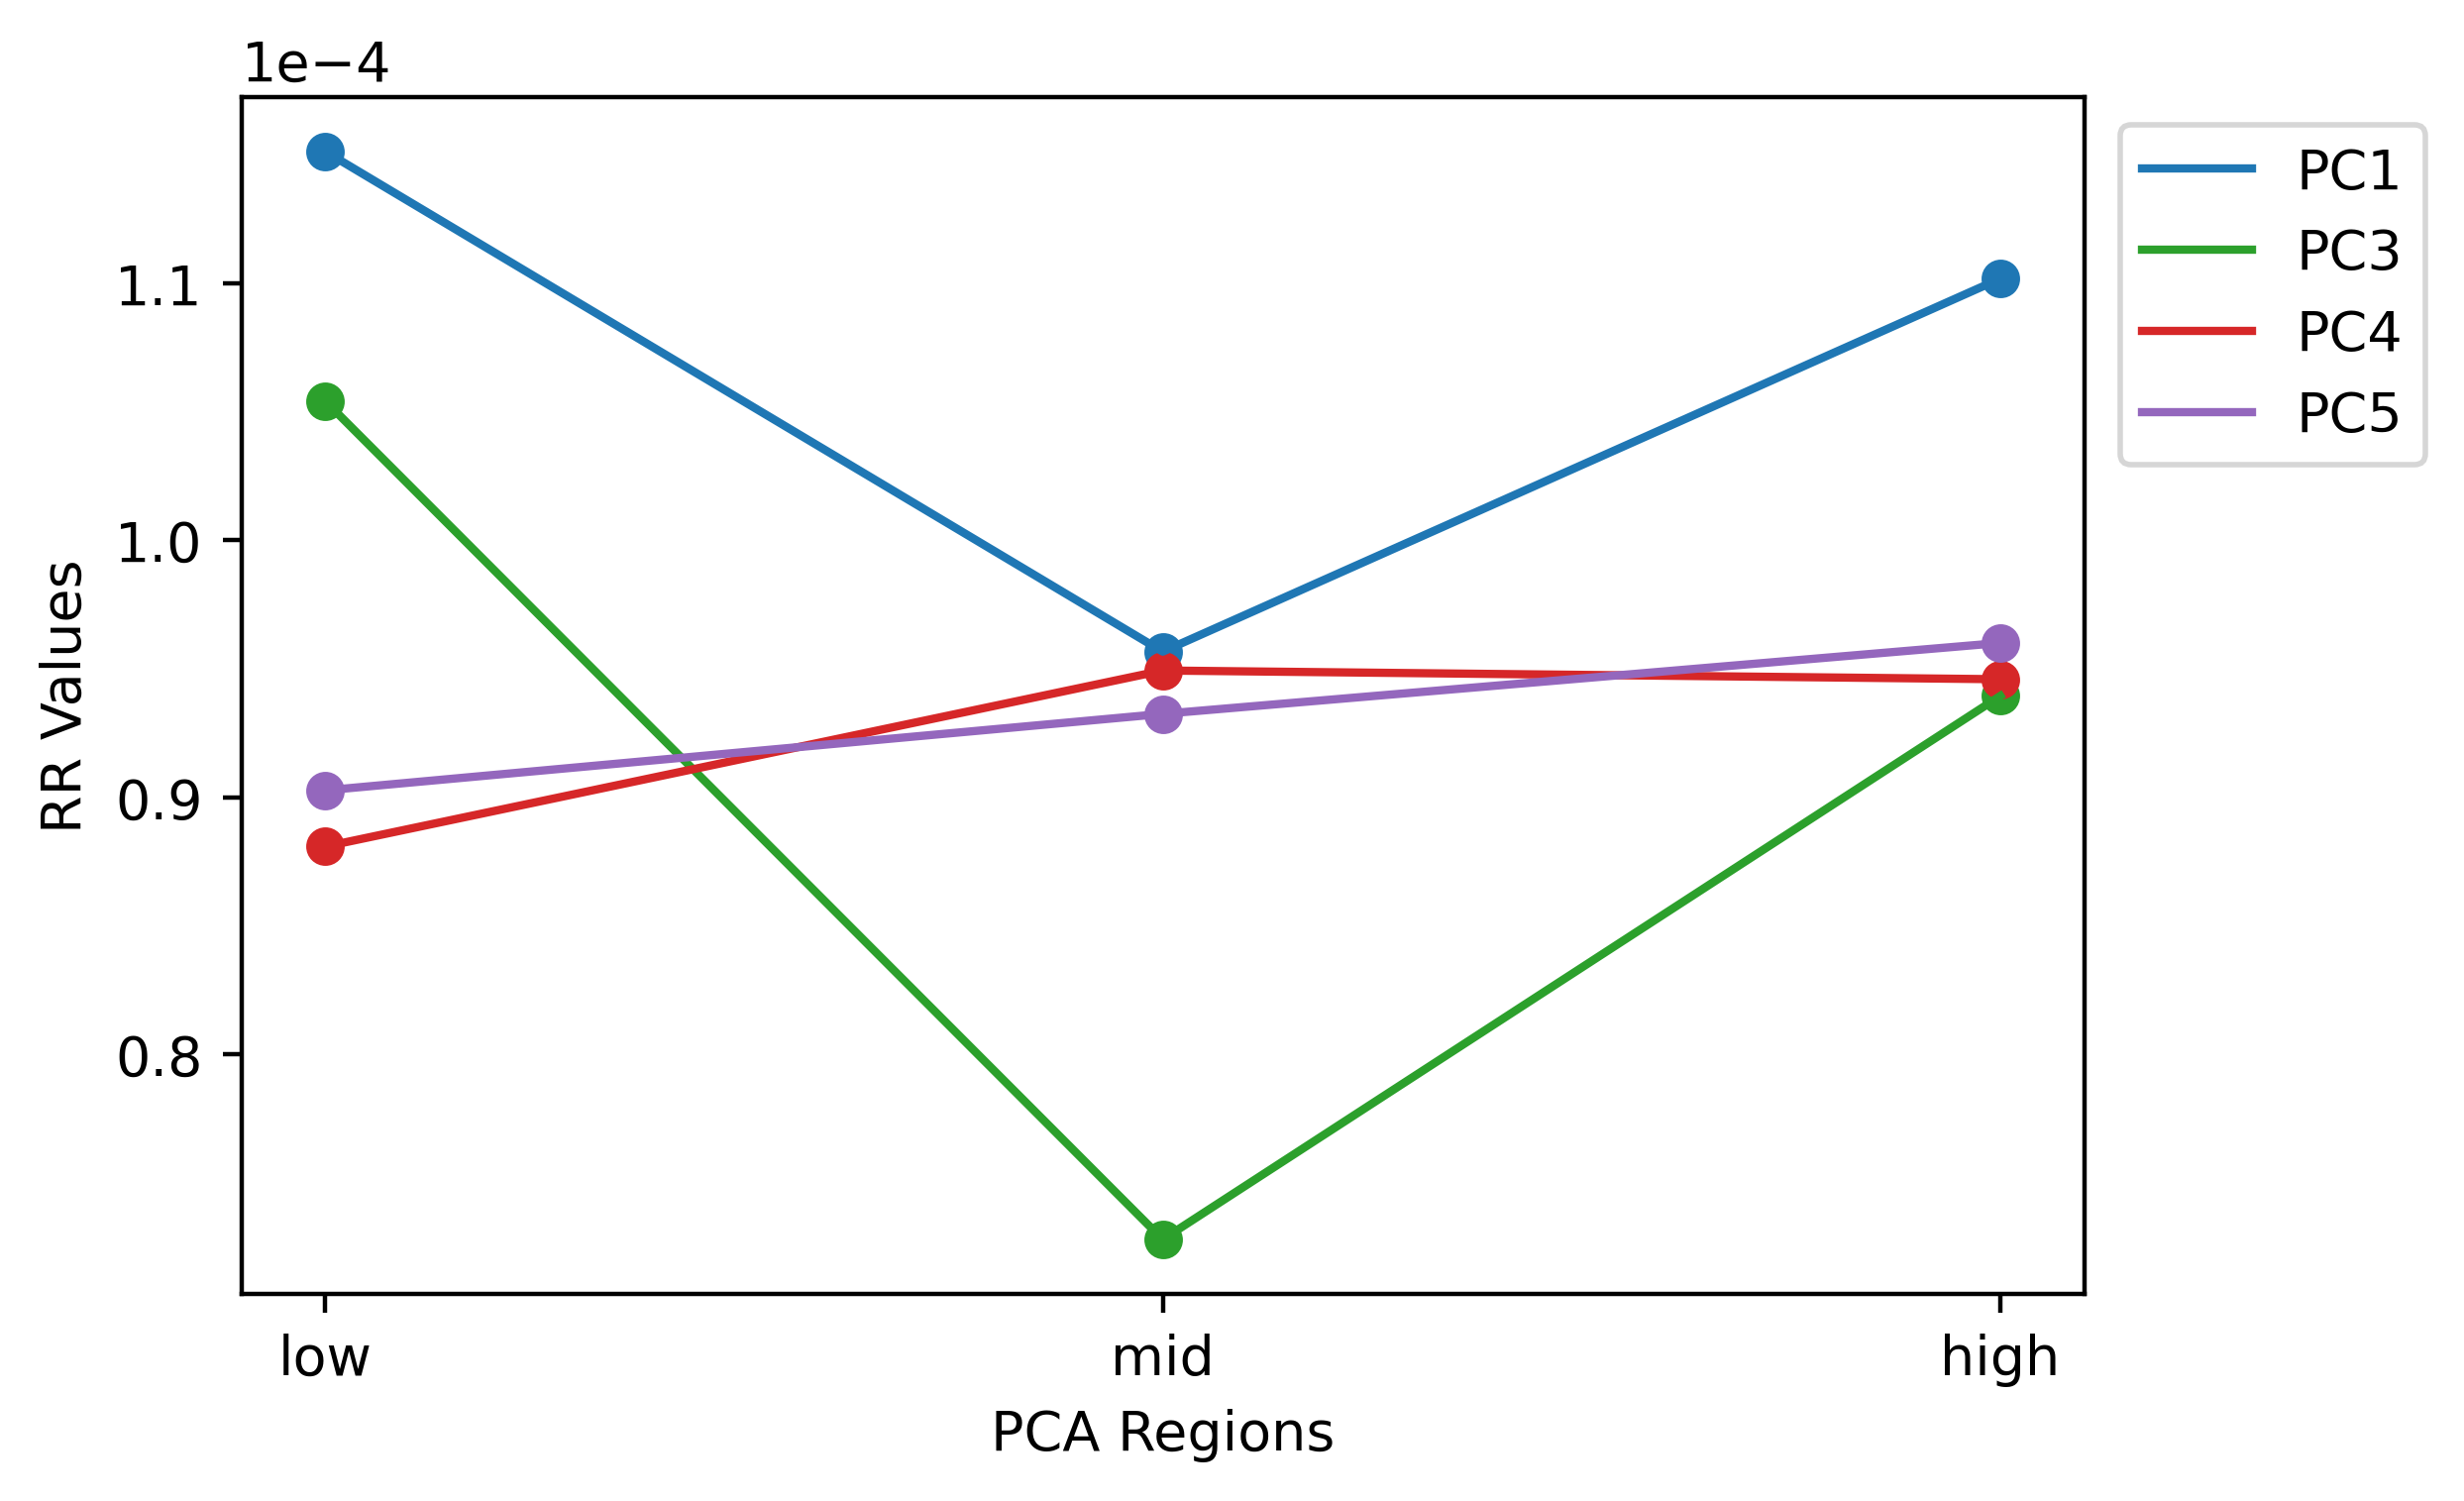 1e−4
1.1
1.0
0.9
0.8
RR Values
low
mid
high
PCA Regions
PC1
PC3
PC4
PC5